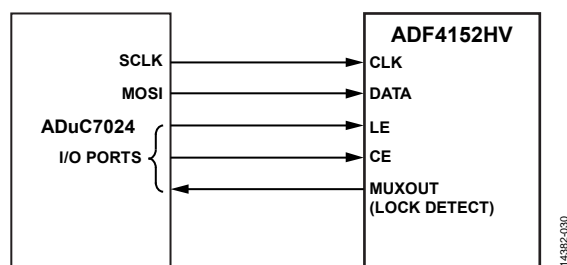 ADF4152HV
SCLK
CLK
MOSI
DATA
ADuC7024
LE
I/O PORTS
CE
MUXOUT
(LOCK DETECT)
14382-030